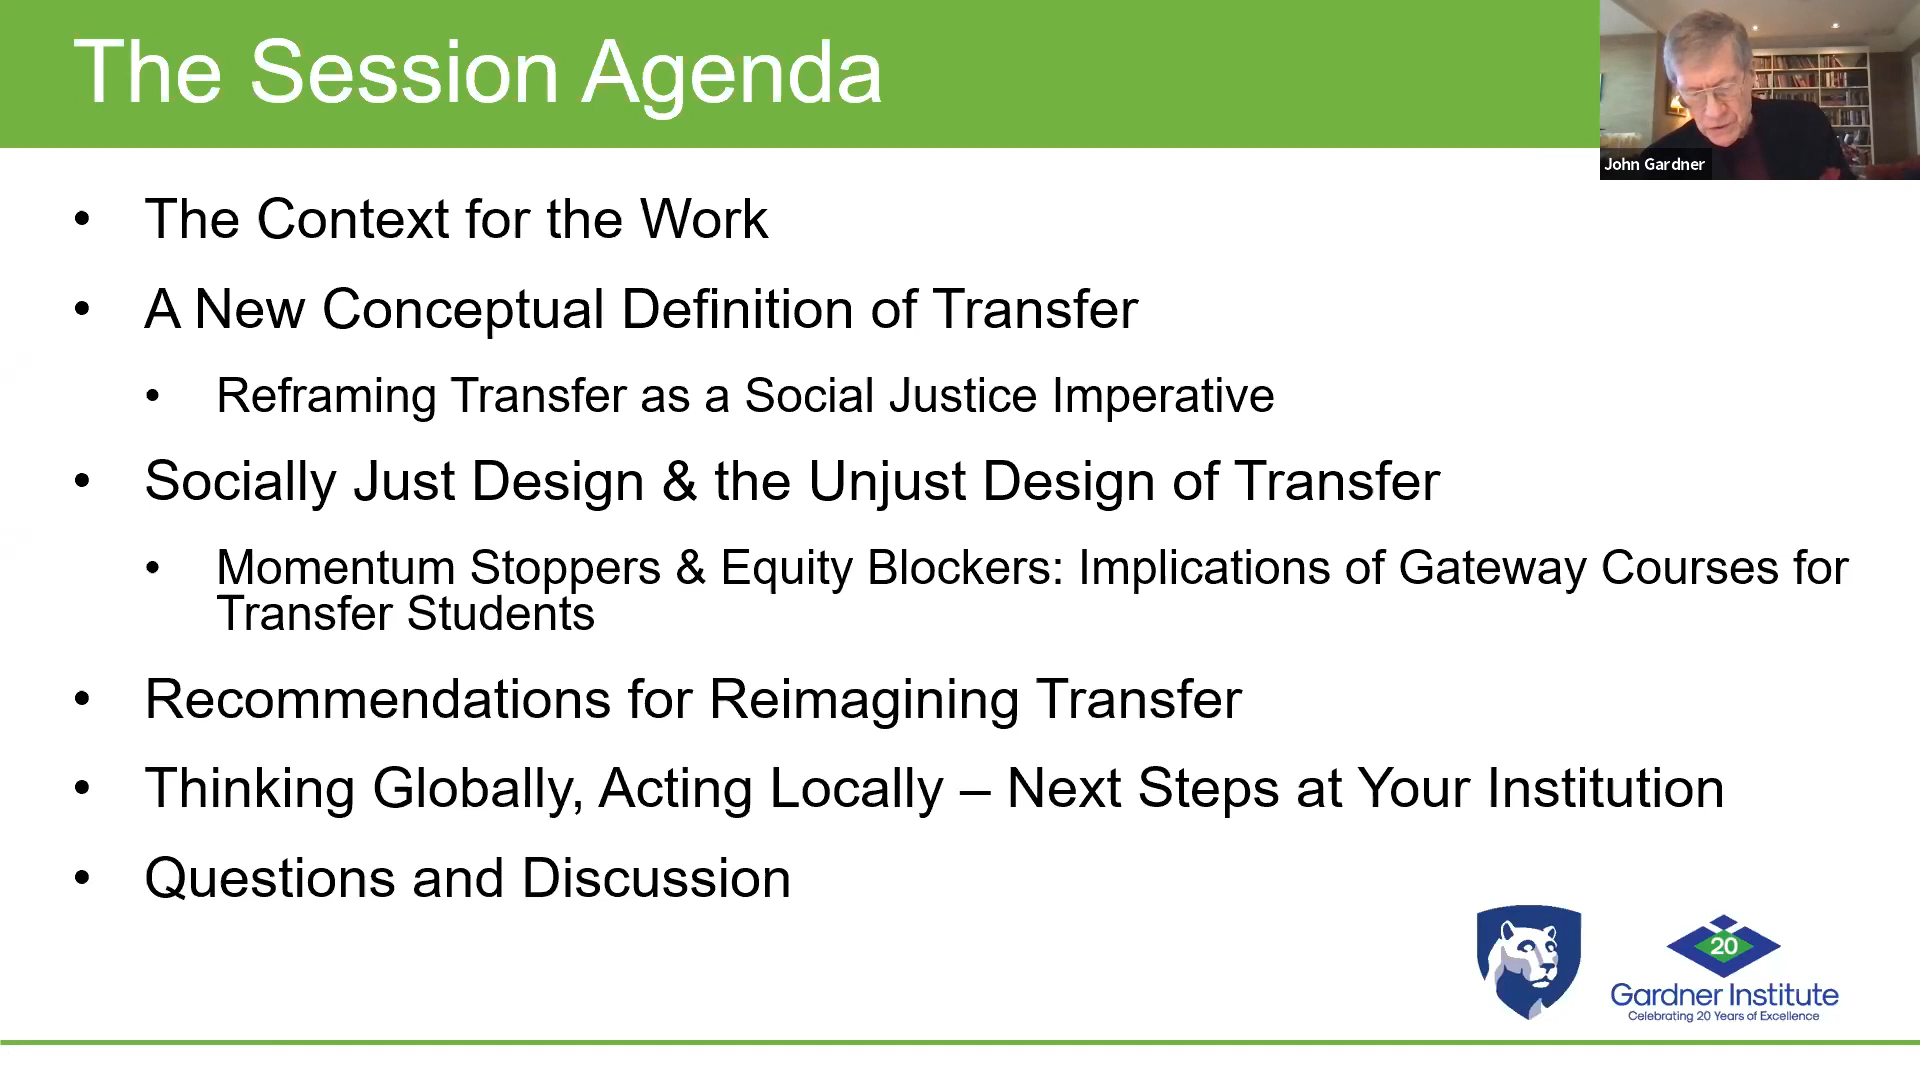 The Session Agenda
John Gardner
• The Context for the Work
• A New Conceptual Definition of Transfer
• Reframing Transfer as a Social Justice Imperative
• Socially Just Design & the Unjust Design of Transfer
• Momentum Stoppers & Equity Blockers: Implications of Gateway Courses for
Transfer Students
• Recommendations for Reimagining Transfer
• Thinking Globally, Acting Locally – Next Steps at Your Institution
• Questions and Discussion
20
Gardner Institute
Celebrating 20 Years of Excellence